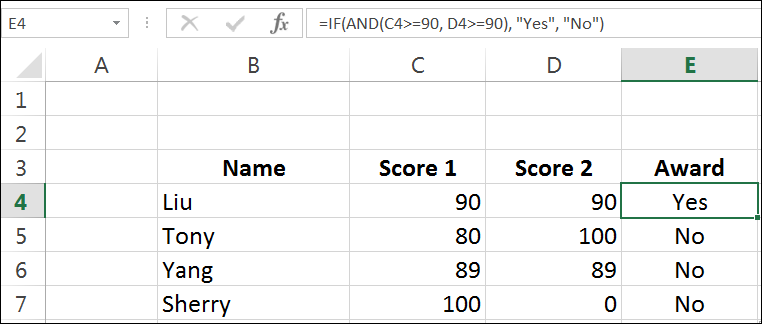 E4 fx =IF(AND(C4>=90, D4>=90), "Yes", "No")
A B C D E
1
2
3 Name Score 1 Score 2 Award
4 Liu 90 90 Yes
5 Tony 80 100 No
6 Yang 89 89 No
7 Sherry 100 0 No